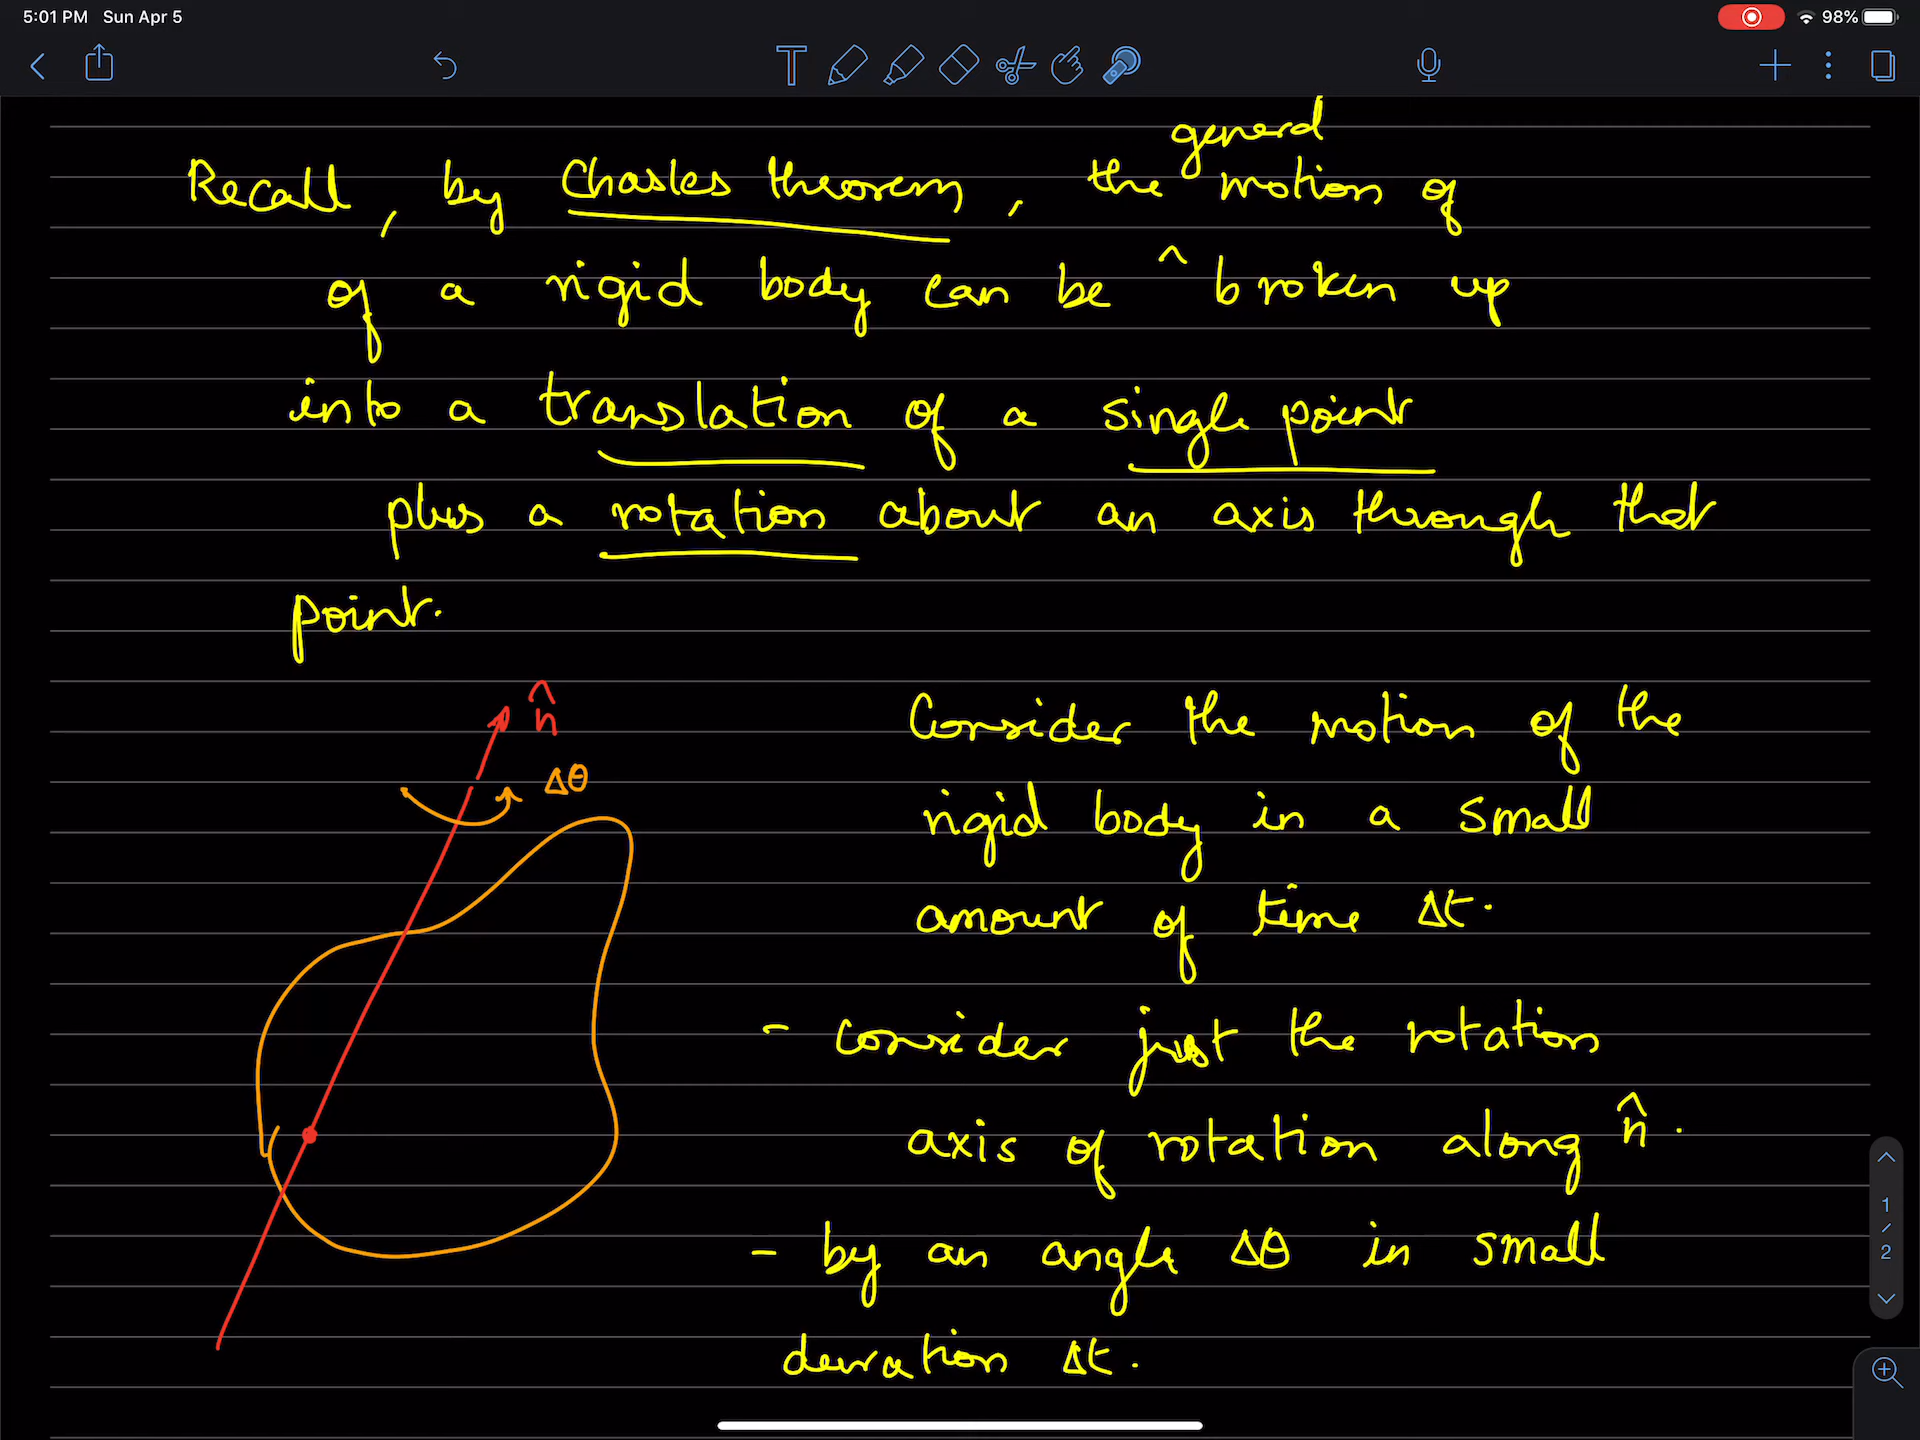 5:01 PM Sun Apr 5
98%
general
Recall, by Chasles theorem, the motion of
of a rigid body can be ^ broken up
into a translation of a single point
plus a rotation about an axis through that
point.
n̂
Δθ
Consider the motion of the
rigid body in a small
amount of time Δt.
- consider just the rotation
axis of rotation along n̂.
- by an angle Δθ in small
duration Δt.
1
/
2